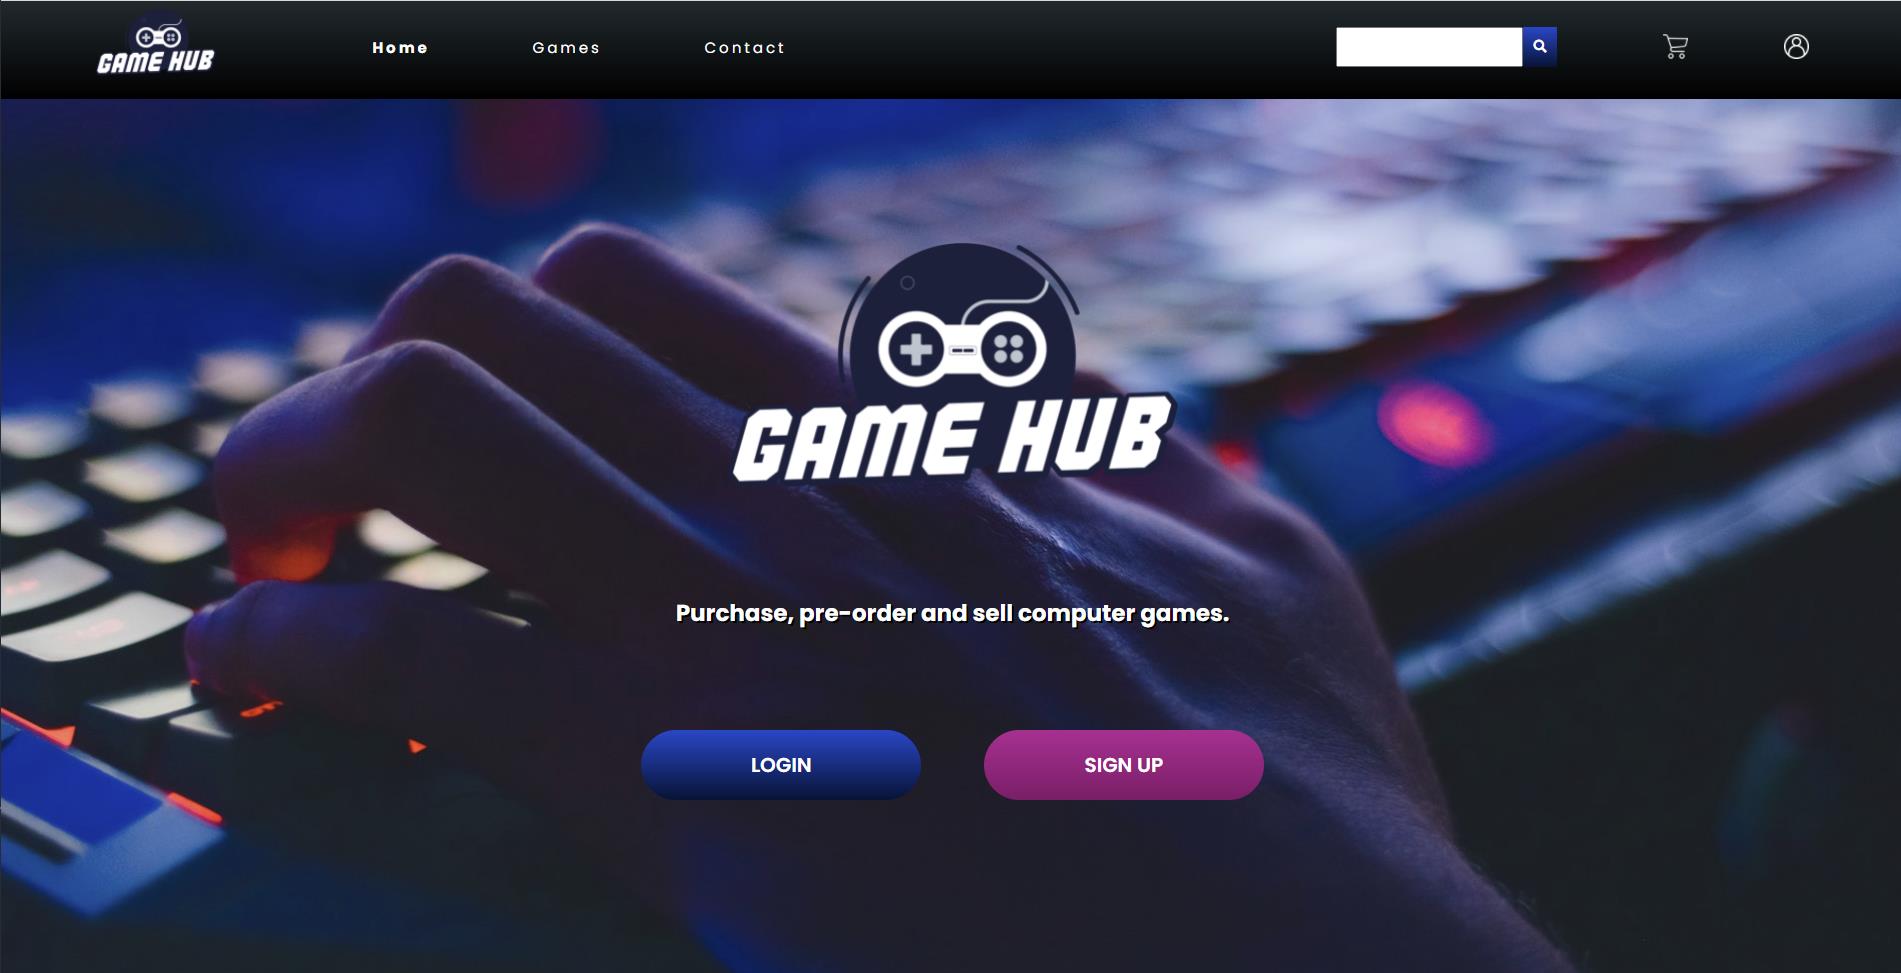 GAME HUB
Home
Games
Contact
GAME HUB
Purchase, pre-order and sell computer games.
LOGIN
SIGN UP